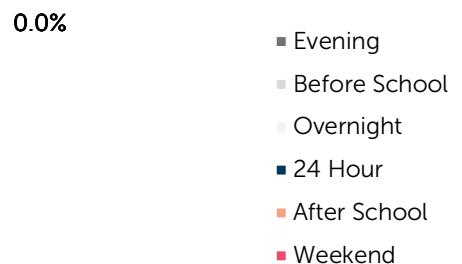 0.0%
Evening
Before School
Overnight
24 Hour
After School
Weekend